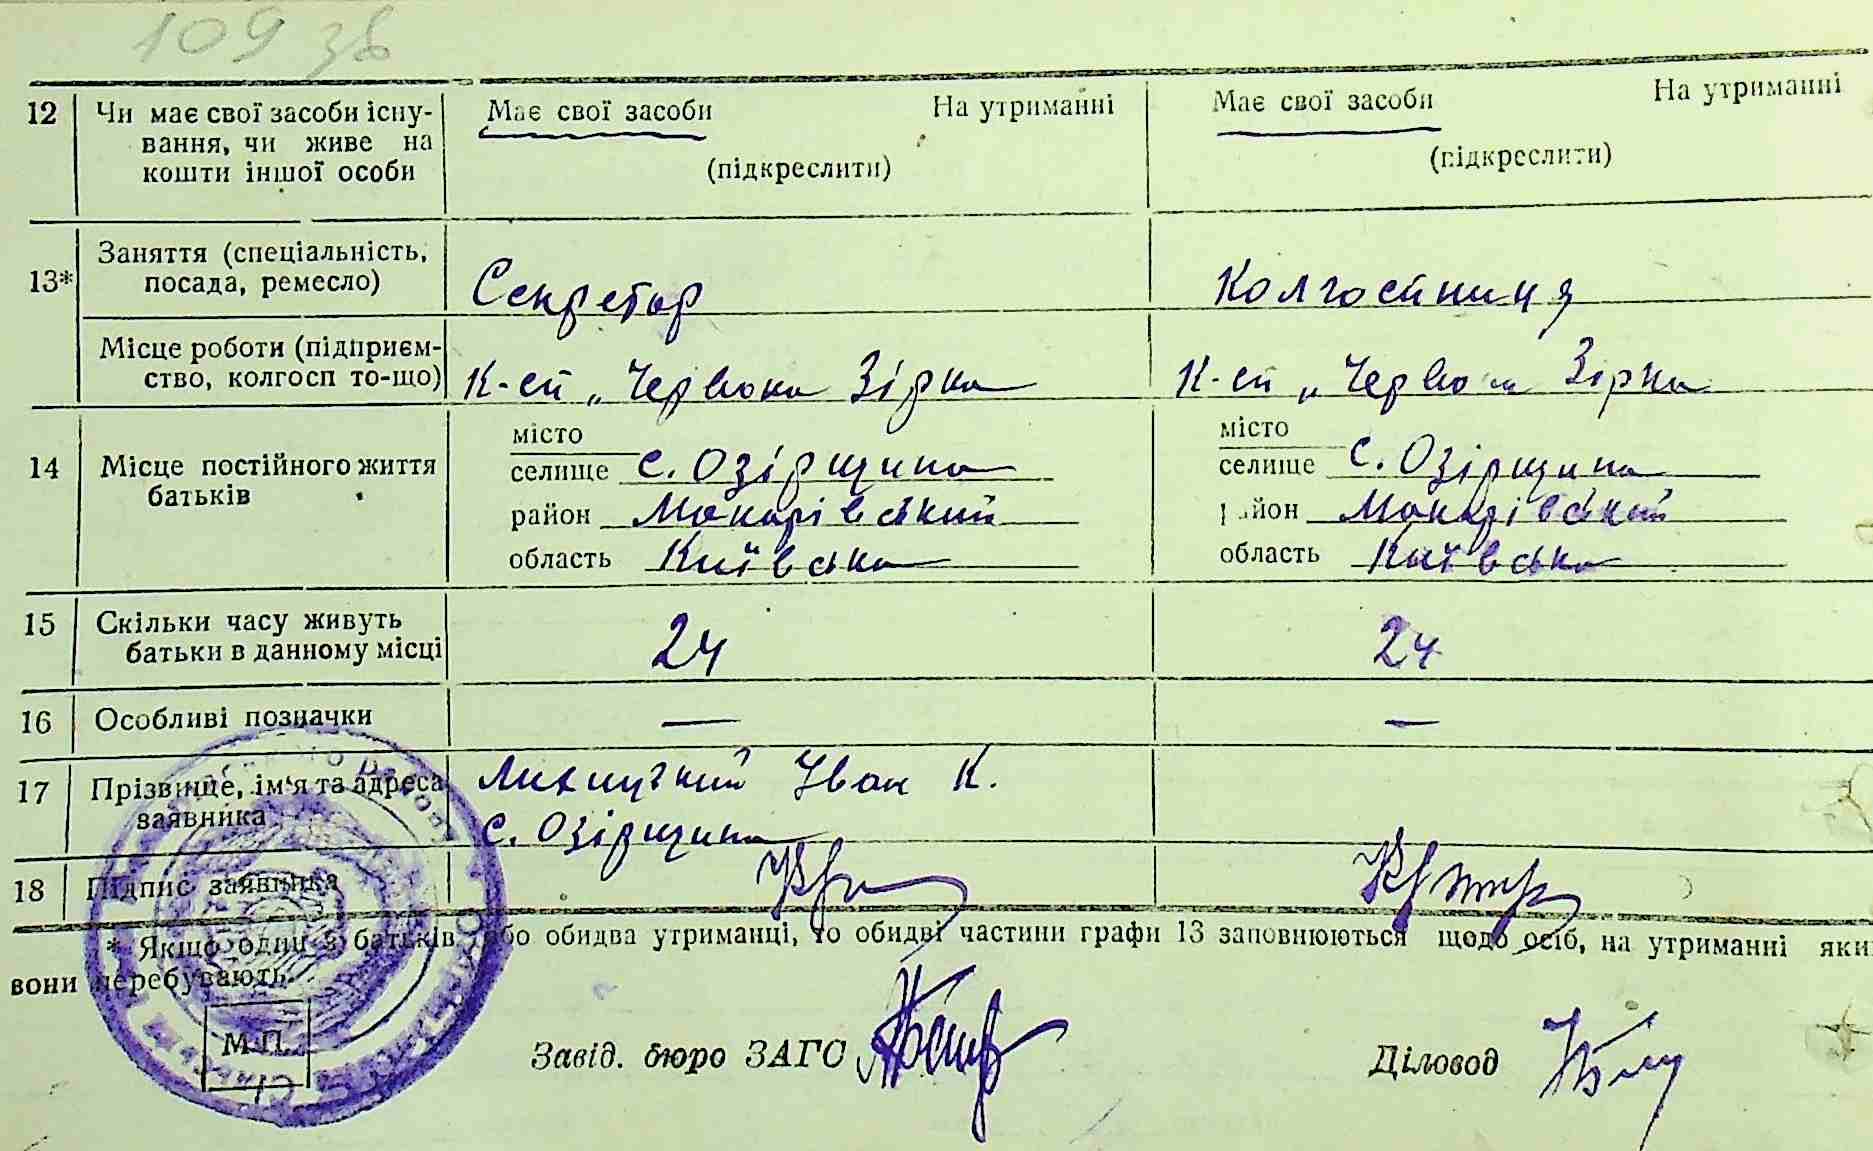 109 зв
12 Чи має свої засоби існу- Має свої засоби На утриманні Має свої засоби На утриманні
вання, чи живе на
кошти іншої особи (підкреслити) (підкреслити)
13* Заняття (спеціальність,
посада, ремесло) Секретар Колгоспниця
Місце роботи (підприєм-
ство, колгосп то-що) К-сп „Червона Зірка К-сп „Червона Зірка
14 Місце постійного життя
батьків
місто місто
селище с. Озірщина селище с. Озірщина
район Макарівський район Макарівський
область Київська область Київська
15 Скільки часу живуть
батьки в данному місці 24 24
16 Особливі позначки — —
17 Прізвище, ім'я та адреса Іван К.
заявника с. Озірщина
18 Підпис заявника
* Якщо один з батьків або обидва утриманці, то обидві частини графи 13 заповнюються щодо осіб, на утриманні яки
вони перебувають.
М.П. Завід. бюро ЗАГС Діловод